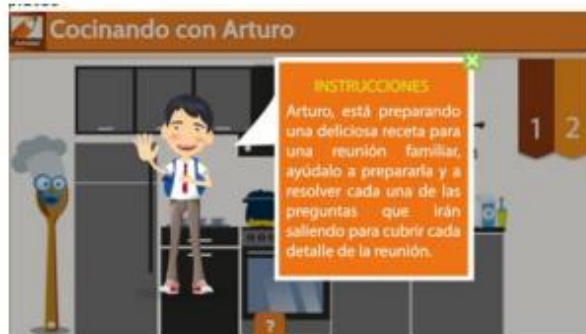 Cocinando con Arturo
INSTRUCCIONES
Arturo, está preparando
una deliciosa receta para
una reunión familiar,
ayúdalo a prepararla y a
resolver cada una de las
preguntas que irán
saliendo para cubrir cada
detalle de la reunión.
1 2
?